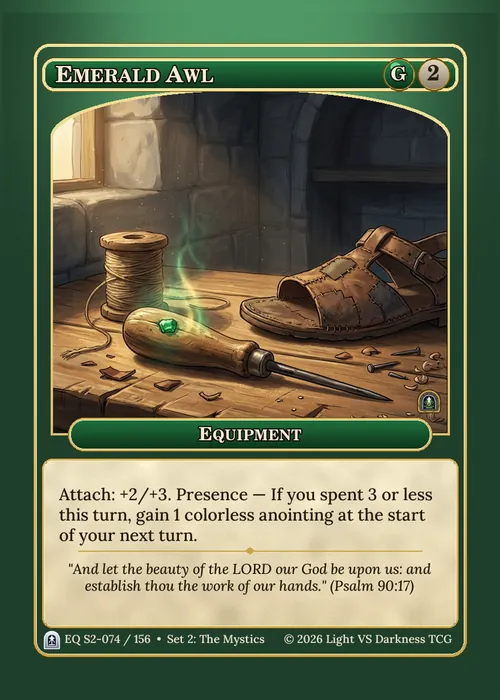 EMERALD AWL
G 2
EQUIPMENT
Attach: +2/+3. Presence — If you spent 3 or less
this turn, gain 1 colorless anointing at the start
of your next turn.
"And let the beauty of the LORD our God be upon us: and
establish thou the work of our hands." (Psalm 90:17)
EQ S2-074 / 156 • Set 2: The Mystics © 2026 Light VS Darkness TCG